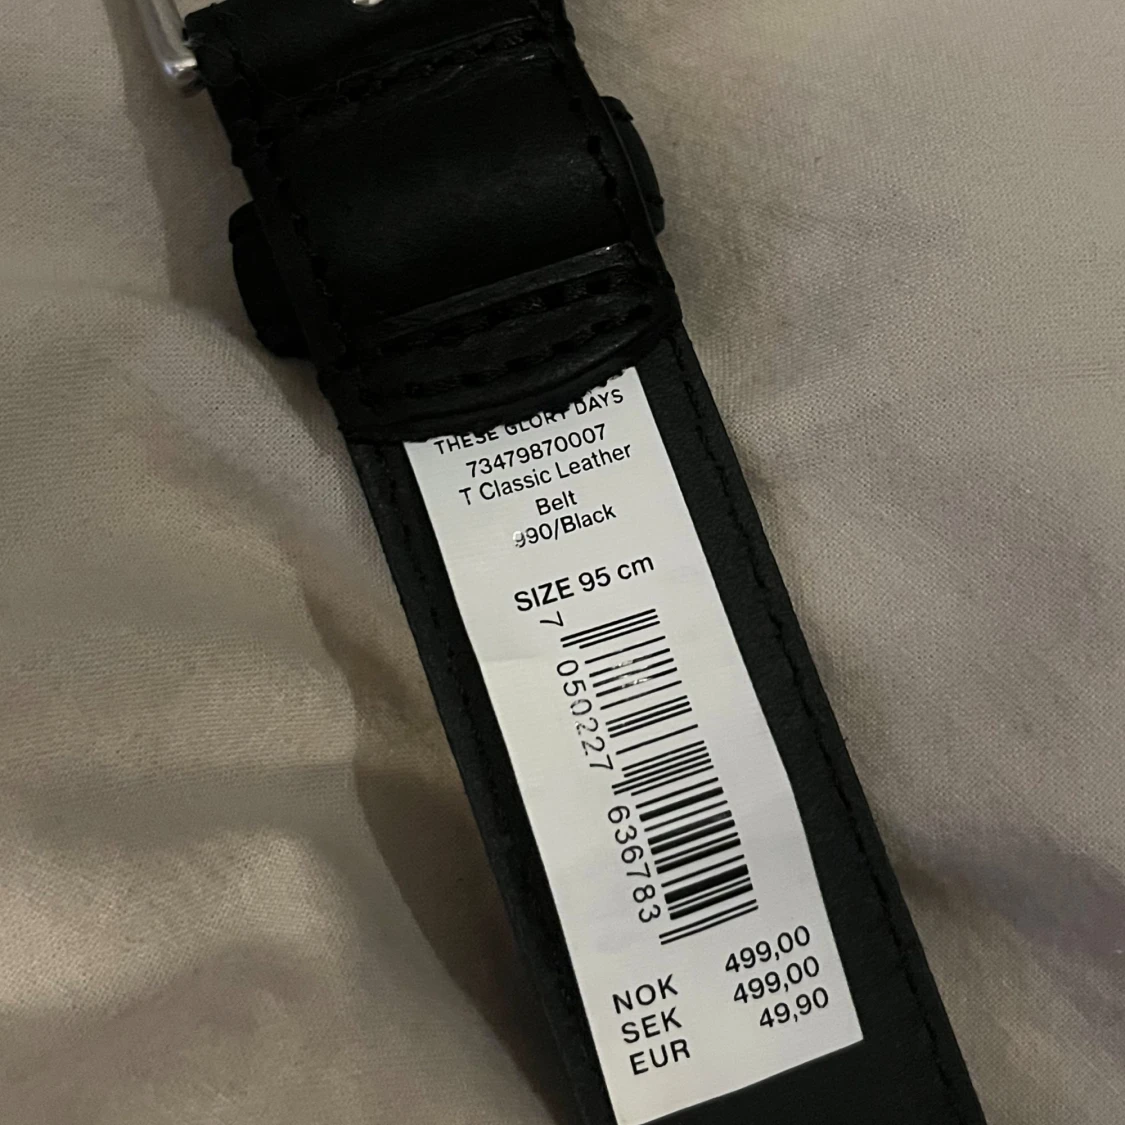 THESE GLORY DAYS
73479870007
T Classic Leather
Belt
990/Black
SIZE 95 cm
7 050227 636783
NOK 499,00
SEK 499,00
EUR 49,90